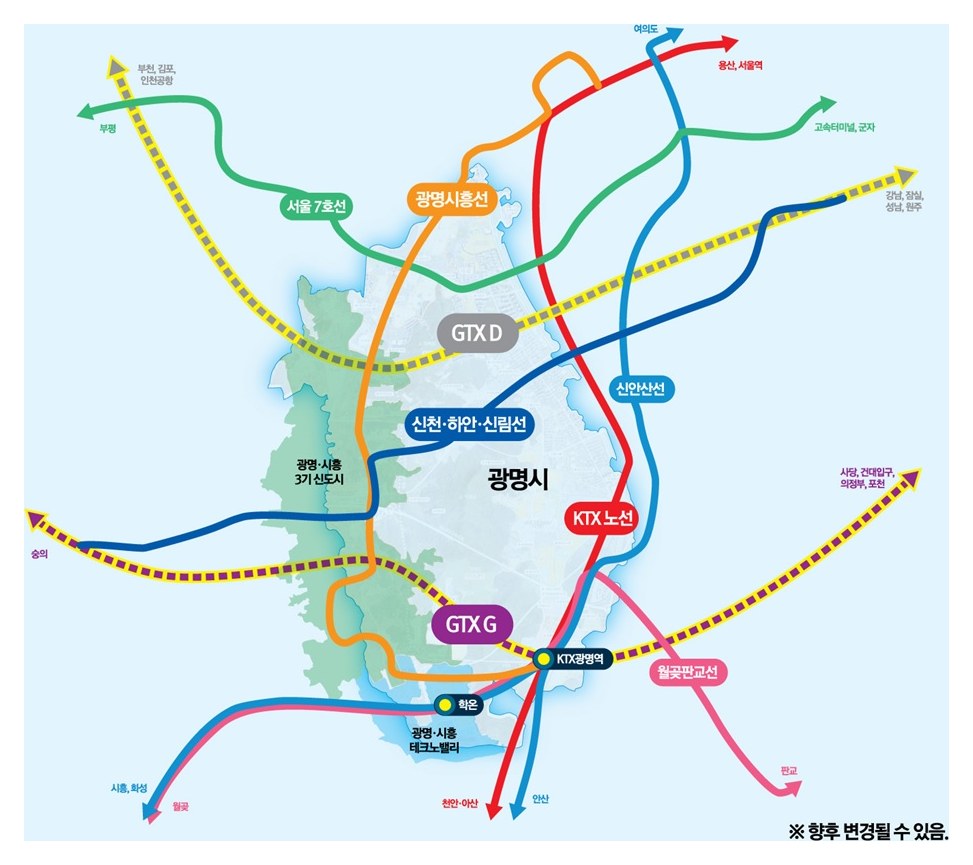 여의도
용산, 서울역
부천, 김포,
인천공항
부평
고속터미널, 군자
서울 7호선
광명시흥선
강남, 잠실,
성남, 원주
GTX D
신안산선
신천·하안·신림선
광명·시흥
3기 신도시
광명시
사당, 건대입구,
의정부, 포천
KTX 노선
숭의
GTX G
KTX광명역
월곶판교선
학온
광명·시흥
테크노밸리
판교
시흥, 화성
월곶
천안·아산
안산
※ 향후 변경될 수 있음.